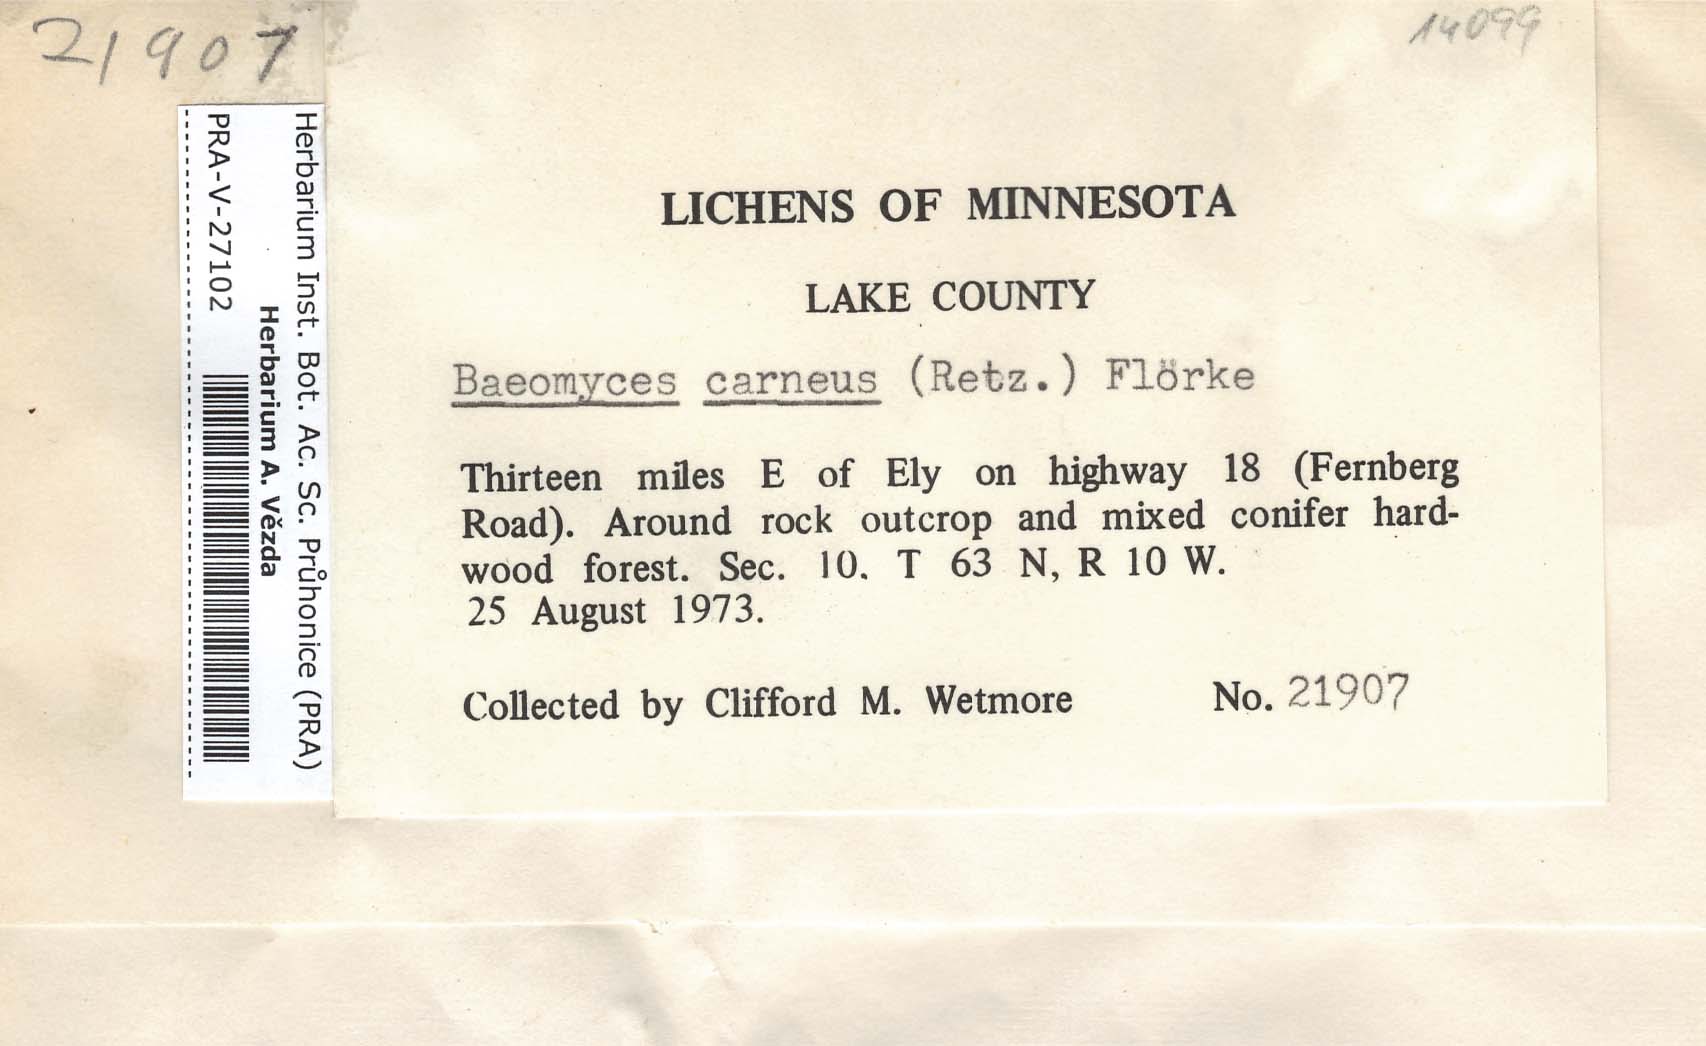 21907
14099
Herbarium Inst. Bot. Ac. Sc. Průhonice (PRA)
Herbarium A. Vězda
PRA-V-27102
LICHENS OF MINNESOTA
LAKE COUNTY
Baeomyces carneus (Retz.) Flörke
Thirteen miles E of Ely on highway 18 (Fernberg
Road). Around rock outcrop and mixed conifer hard-
wood forest. Sec. 10. T 63 N, R 10 W.
25 August 1973.
Collected by Clifford M. Wetmore No. 21907